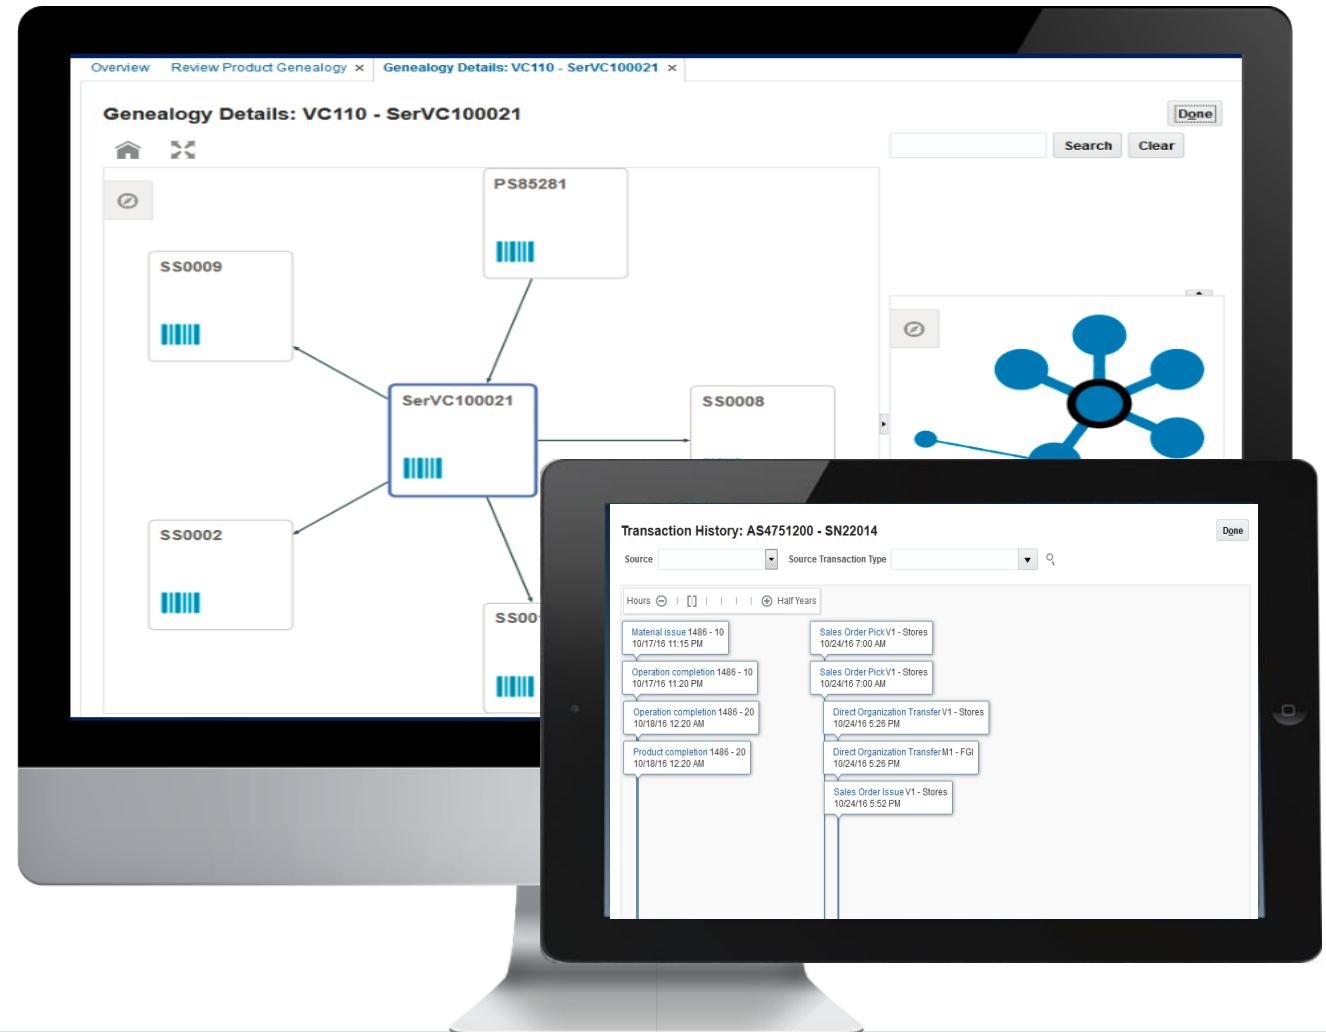 Overview Review Product Genealogy × Genealogy Details: VC110 - SerVC100021 ×
Genealogy Details: VC110 - SerVC100021
Done
Search Clear
PS85281
SS0009
SerVC100021
SS0008
SS0002
Transaction History: AS4751200 - SN22014
Done
Source
Source Transaction Type
Hours
Half Years
Material issue 1486 - 10
10/17/16 11:15 PM
Operation completion 1486 - 10
10/17/16 11:20 PM
Operation completion 1486 - 20
10/18/16 12:20 AM
Product completion 1486 - 20
10/18/16 12:20 AM
Sales Order Pick V1 - Stores
10/24/16 7:00 AM
Sales Order Pick V1 - Stores
10/24/16 7:00 AM
Direct Organization Transfer V1 - Stores
10/24/16 5:26 PM
Direct Organization Transfer M1 - FGI
10/24/16 5:26 PM
Sales Order Issue V1 - Stores
10/24/16 5:52 PM